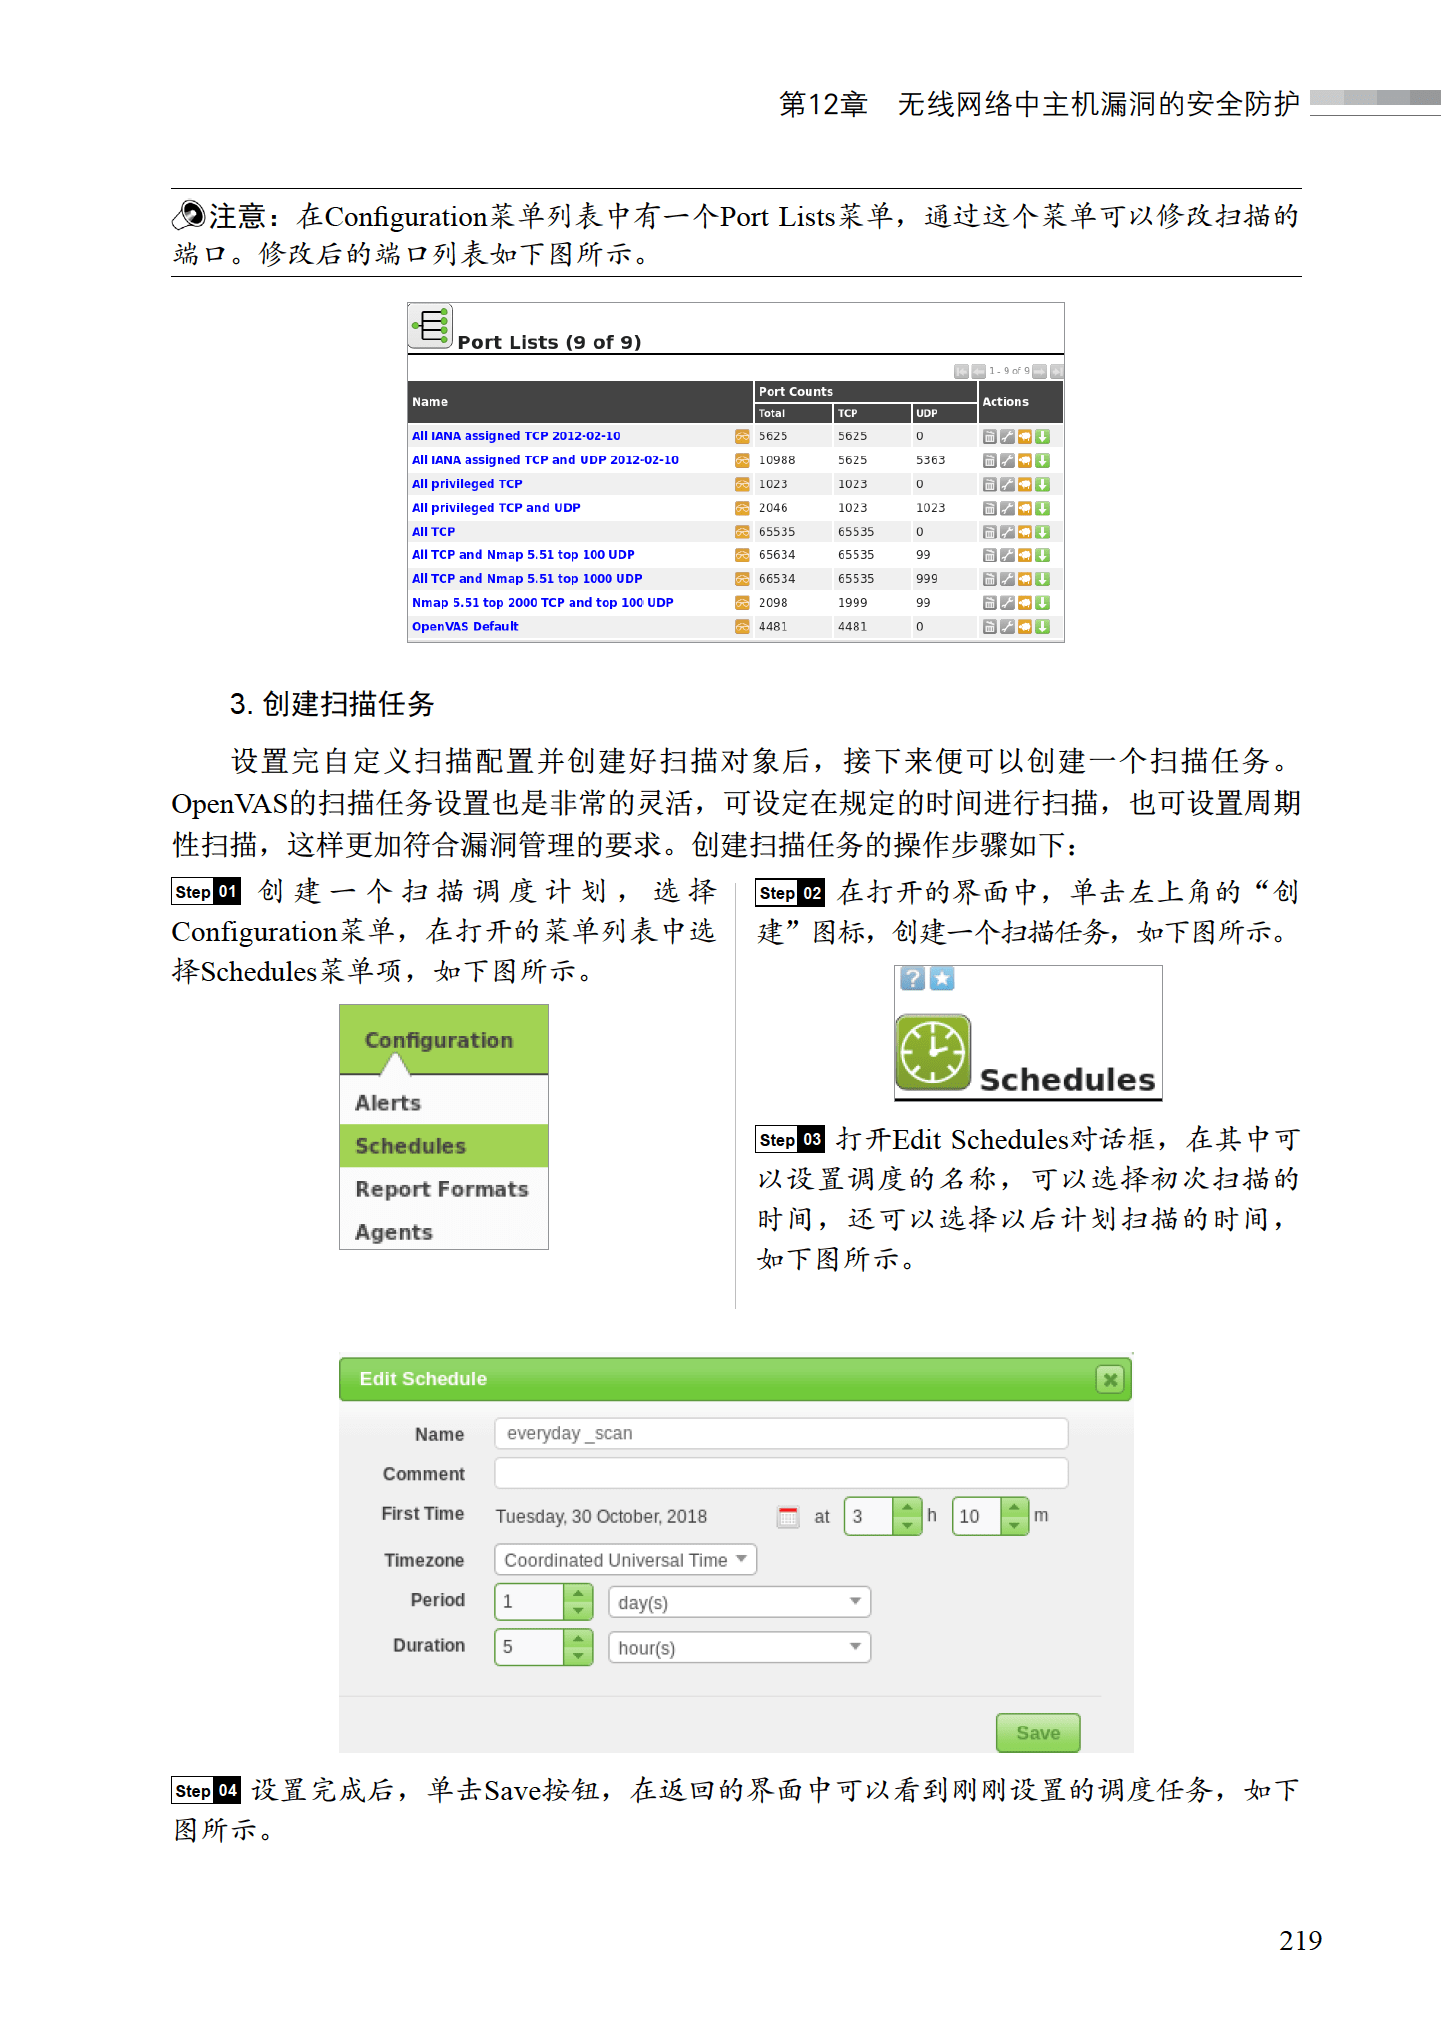 第12章　无线网络中主机漏洞的安全防护
注意：在Configuration菜单列表中有一个Port Lists菜单，通过这个菜单可以修改扫描的
端口。修改后的端口列表如下图所示。
Port Lists (9 of 9)
1 - 9 of 9
Name Port Counts Actions
Total TCP UDP
All IANA assigned TCP 2012-02-10 5625 5625 0
All IANA assigned TCP and UDP 2012-02-10 10988 5625 5363
All privileged TCP 1023 1023 0
All privileged TCP and UDP 2046 1023 1023
All TCP 65535 65535 0
All TCP and Nmap 5.51 top 100 UDP 65634 65535 99
All TCP and Nmap 5.51 top 1000 UDP 66534 65535 999
Nmap 5.51 top 2000 TCP and top 100 UDP 2098 1999 99
OpenVAS Default 4481 4481 0
3. 创建扫描任务
设置完自定义扫描配置并创建好扫描对象后，接下来便可以创建一个扫描任务。
OpenVAS的扫描任务设置也是非常的灵活，可设定在规定的时间进行扫描，也可设置周期
性扫描，这样更加符合漏洞管理的要求。创建扫描任务的操作步骤如下：
Step 01 创建一个扫描调度计划，选择
Configuration菜单，在打开的菜单列表中选
择Schedules菜单项，如下图所示。
Configuration
Alerts
Schedules
Report Formats
Agents
Step 02 在打开的界面中，单击左上角的“创
建”图标，创建一个扫描任务，如下图所示。
?
Schedules
Step 03 打开Edit Schedules对话框，在其中可
以设置调度的名称，可以选择初次扫描的
时间，还可以选择以后计划扫描的时间，
如下图所示。
Edit Schedule
Name everyday _scan
Comment
First Time Tuesday, 30 October, 2018 at 3 h 10 m
Timezone Coordinated Universal Time
Period 1 day(s)
Duration 5 hour(s)
Save
Step 04 设置完成后，单击Save按钮，在返回的界面中可以看到刚刚设置的调度任务，如下
图所示。
219